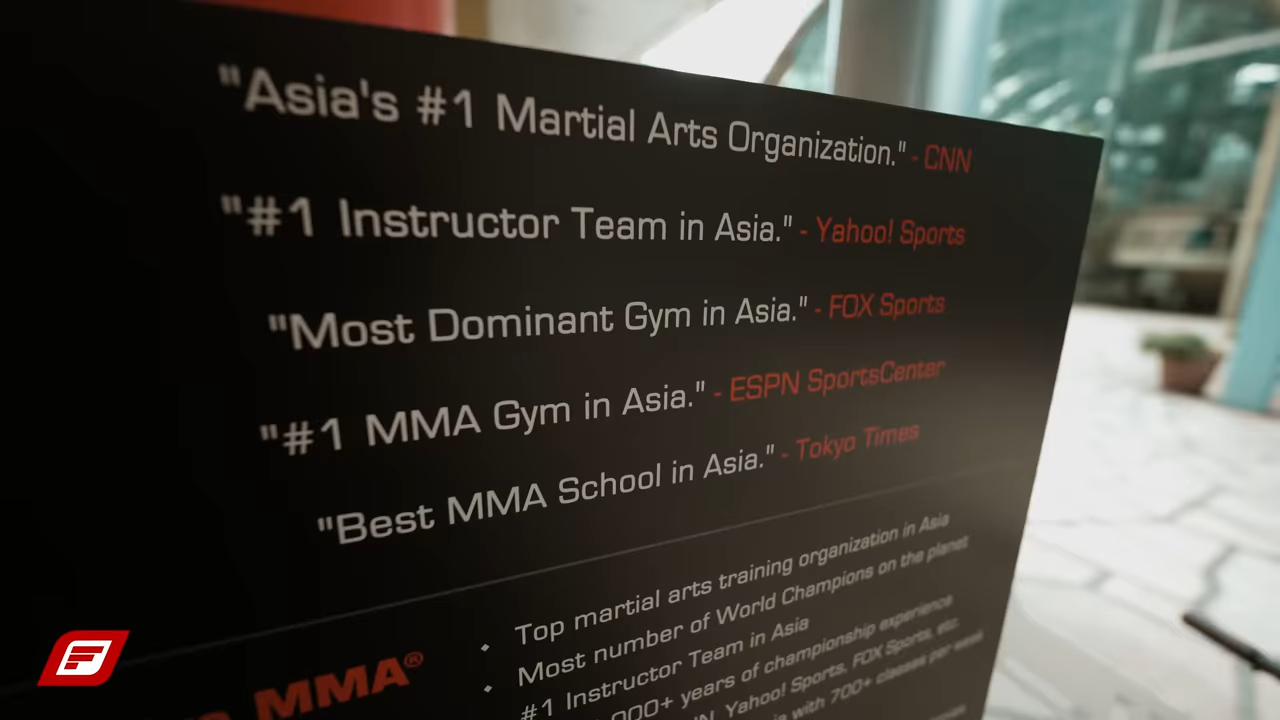 "Asia's #1 Martial Arts Organization." - CNN
"#1 Instructor Team in Asia." - Yahoo! Sports
"Most Dominant Gym in Asia." - FOX Sports
"#1 MMA Gym in Asia." - ESPN SportsCenter
"Best MMA School in Asia." - Tokyo Times
MMA®
• Top martial arts training organization in Asia
• Most number of World Champions on the planet
#1 Instructor Team in Asia
000+ years of championship experience
Yahoo! Sports, FOX Sports, etc.
with 700+ classes per week